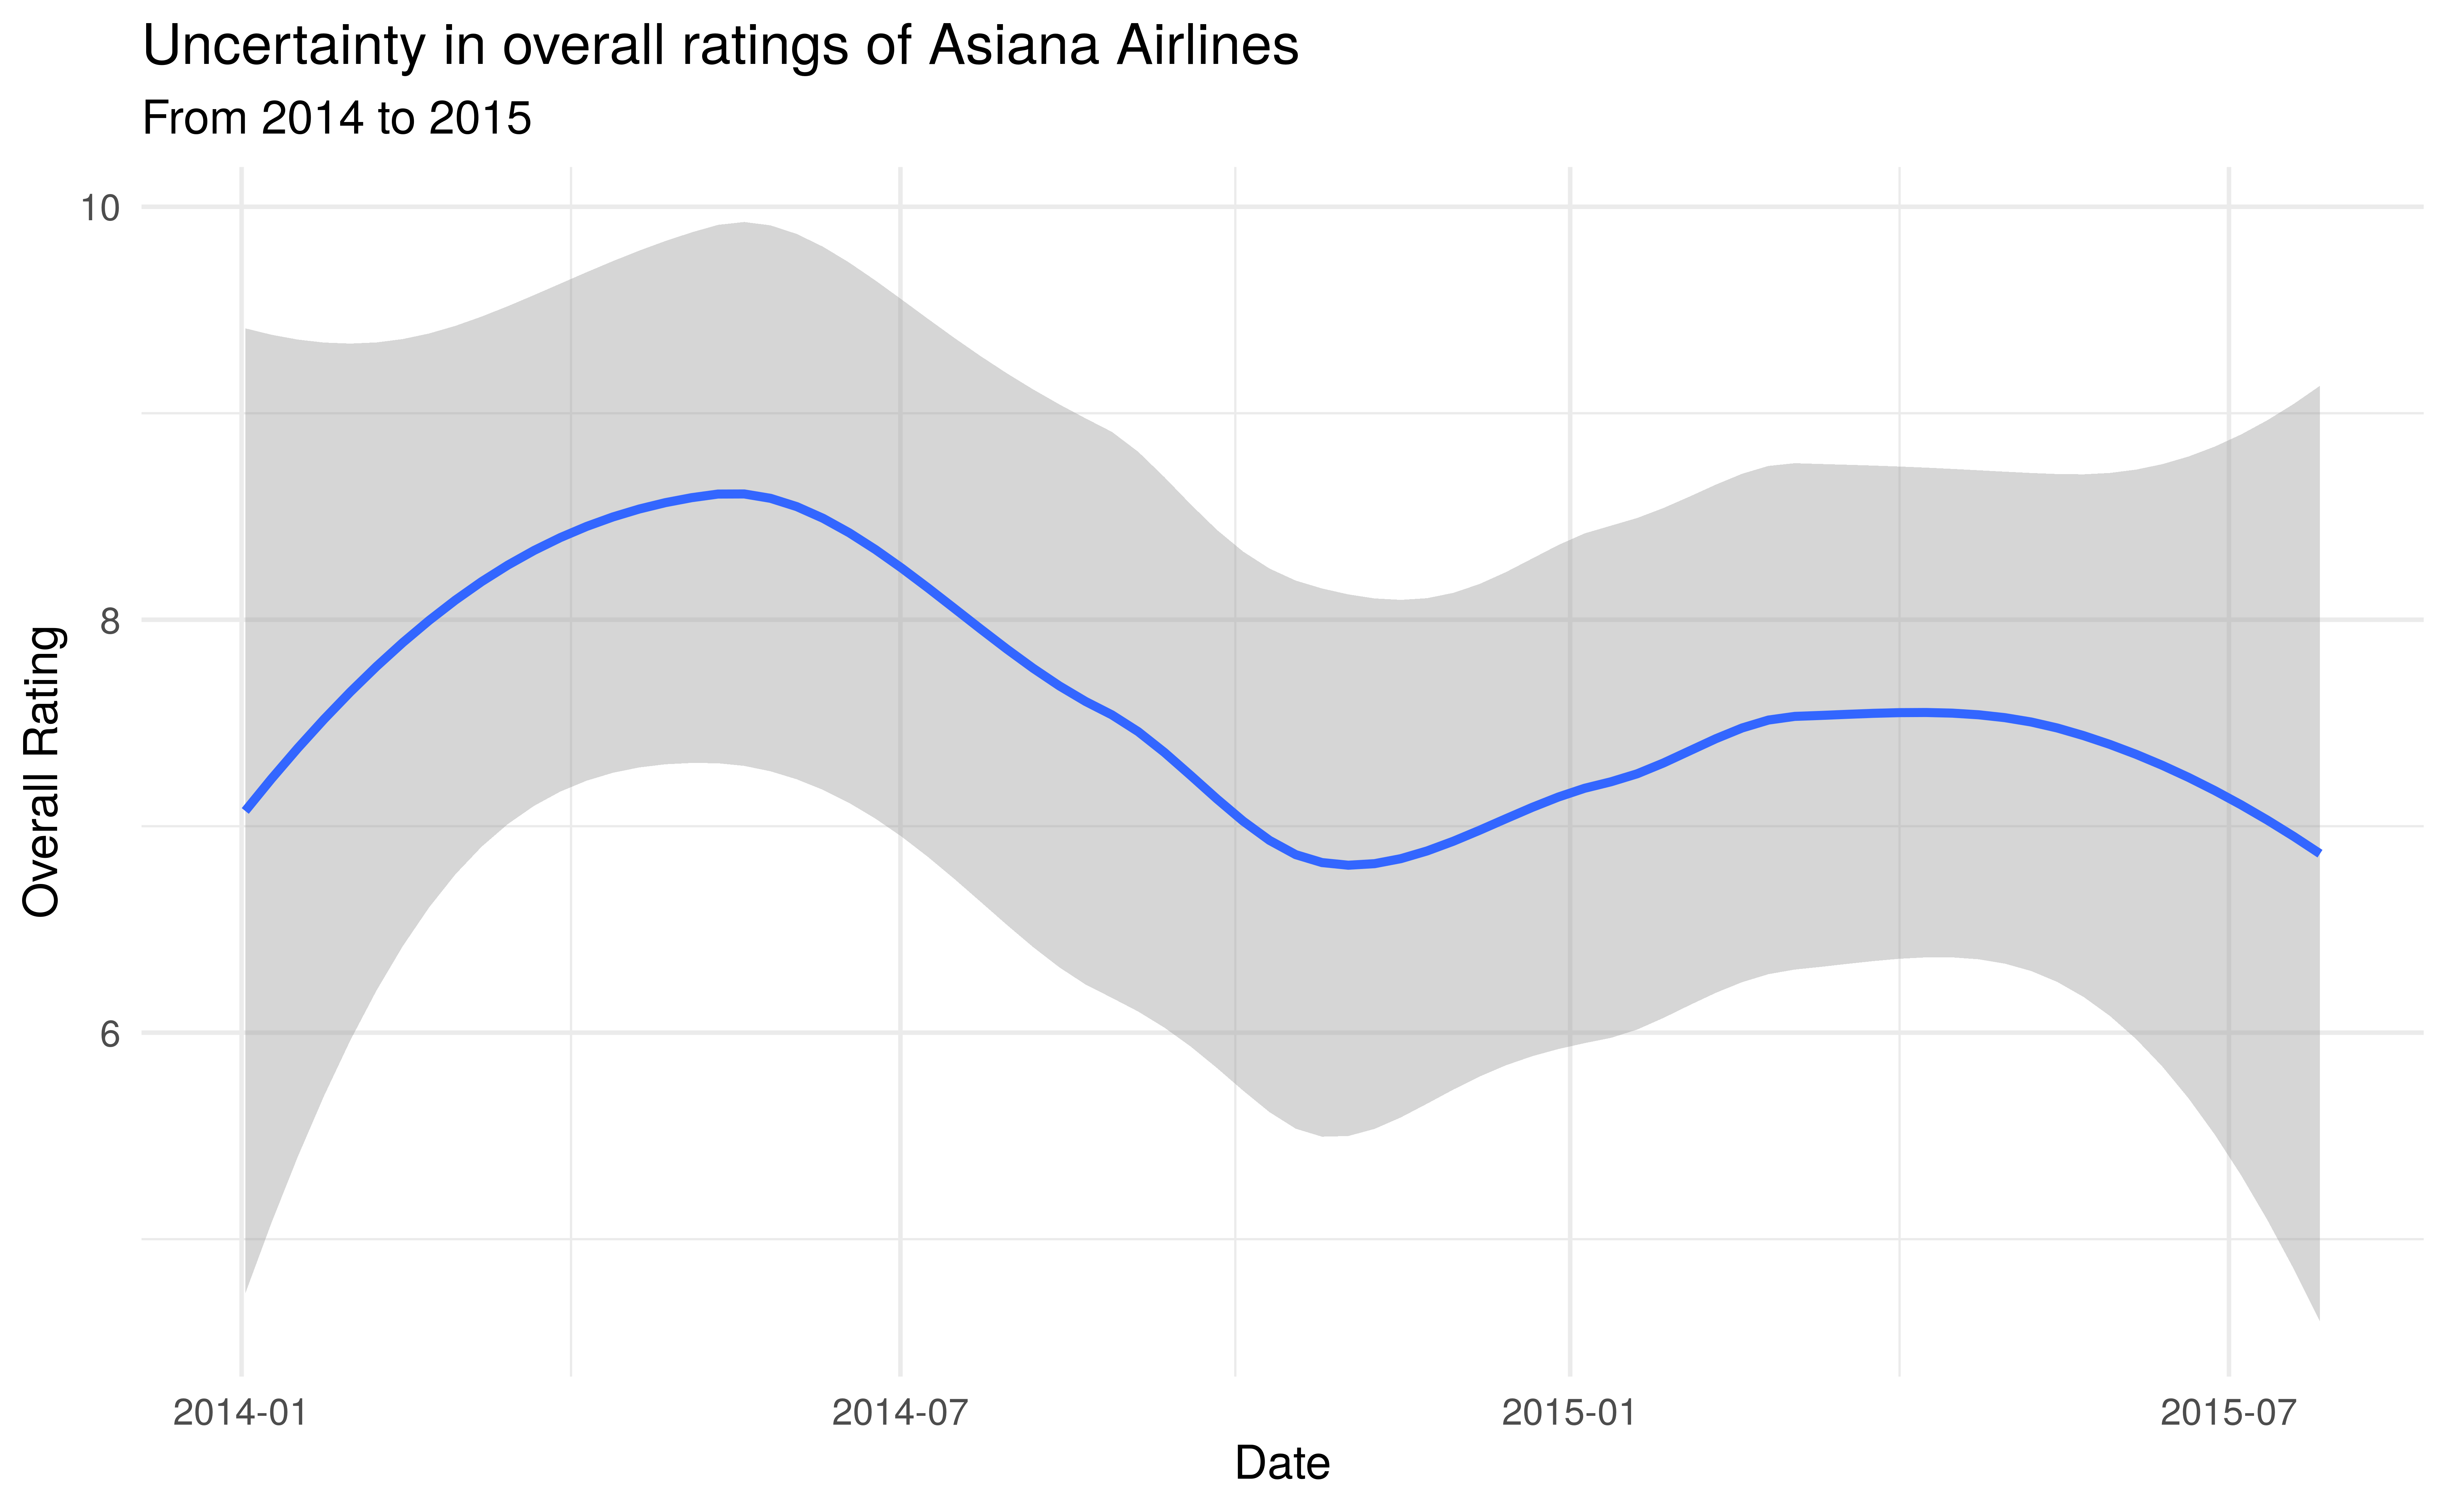 Uncertainty in overall ratings of Asiana Airlines
From 2014 to 2015
10
8
6
Overall Rating
2014-01
2014-07
2015-01
2015-07
Date